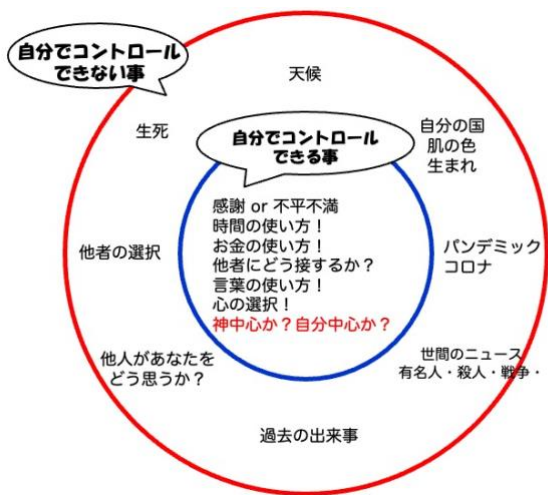 自分でコントロール
できない事
天候
生死
自分でコントロール
できる事
自分の国
肌の色
生まれ
感謝 or 不平不満
時間の使い方！
お金の使い方！
他者にどう接するか？
言葉の使い方！
心の選択！
神中心か？自分中心か？
他者の選択
パンデミック
コロナ
他人があなたを
どう思うか？
世間のニュース
有名人・殺人・戦争・
過去の出来事